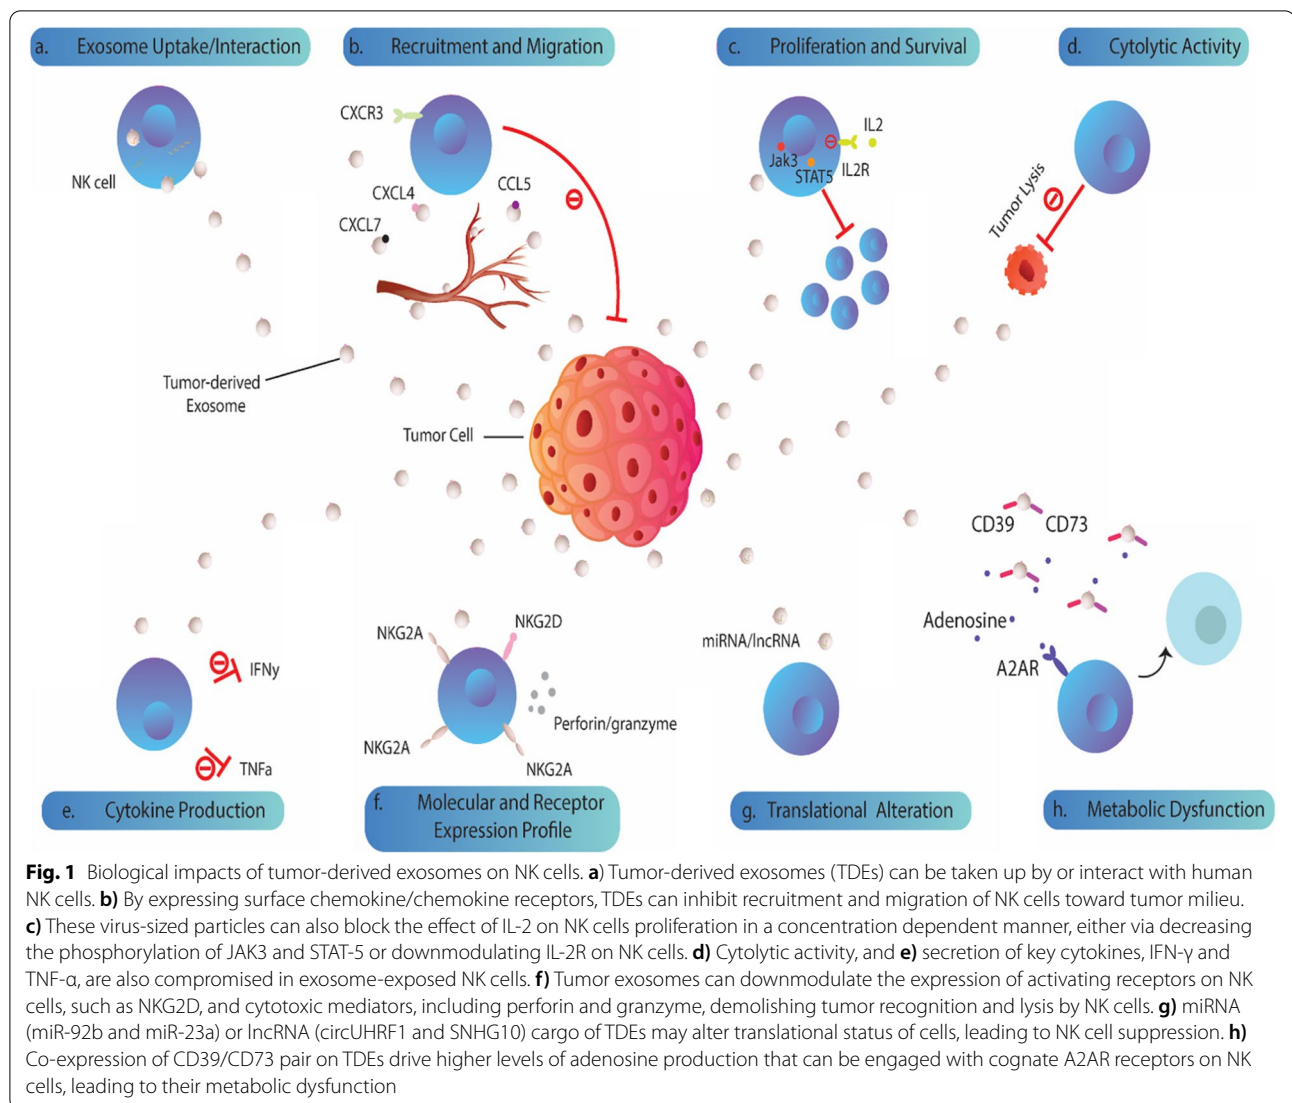 a. Exosome Uptake/Interaction
b. Recruitment and Migration
c. Proliferation and Survival
d. Cytolytic Activity
NK cell
CXCR3
CXCL4
CCL5
CXCL7
IL2
Jak3
STAT5
IL2R
Tumor Lysis
Tumor-derived
Exosome
Tumor Cell
CD39
CD73
Adenosine
A2AR
IFNy
TNFa
NKG2A
NKG2D
Perforin/granzyme
NKG2A
NKG2A
miRNA/lncRNA
e. Cytokine Production
f. Molecular and Receptor
Expression Profile
g. Translational Alteration
h. Metabolic Dysfunction
Fig. 1 Biological impacts of tumor-derived exosomes on NK cells. a) Tumor-derived exosomes (TDEs) can be taken up by or interact with human
NK cells. b) By expressing surface chemokine/chemokine receptors, TDEs can inhibit recruitment and migration of NK cells toward tumor milieu.
c) These virus-sized particles can also block the effect of IL-2 on NK cells proliferation in a concentration dependent manner, either via decreasing
the phosphorylation of JAK3 and STAT-5 or downmodulating IL-2R on NK cells. d) Cytolytic activity, and e) secretion of key cytokines, IFN-γ and
TNF-α, are also compromised in exosome-exposed NK cells. f) Tumor exosomes can downmodulate the expression of activating receptors on NK
cells, such as NKG2D, and cytotoxic mediators, including perforin and granzyme, demolishing tumor recognition and lysis by NK cells. g) miRNA
(miR-92b and miR-23a) or lncRNA (circUHRF1 and SNHG10) cargo of TDEs may alter translational status of cells, leading to NK cell suppression. h)
Co-expression of CD39/CD73 pair on TDEs drive higher levels of adenosine production that can be engaged with cognate A2AR receptors on NK
cells, leading to their metabolic dysfunction